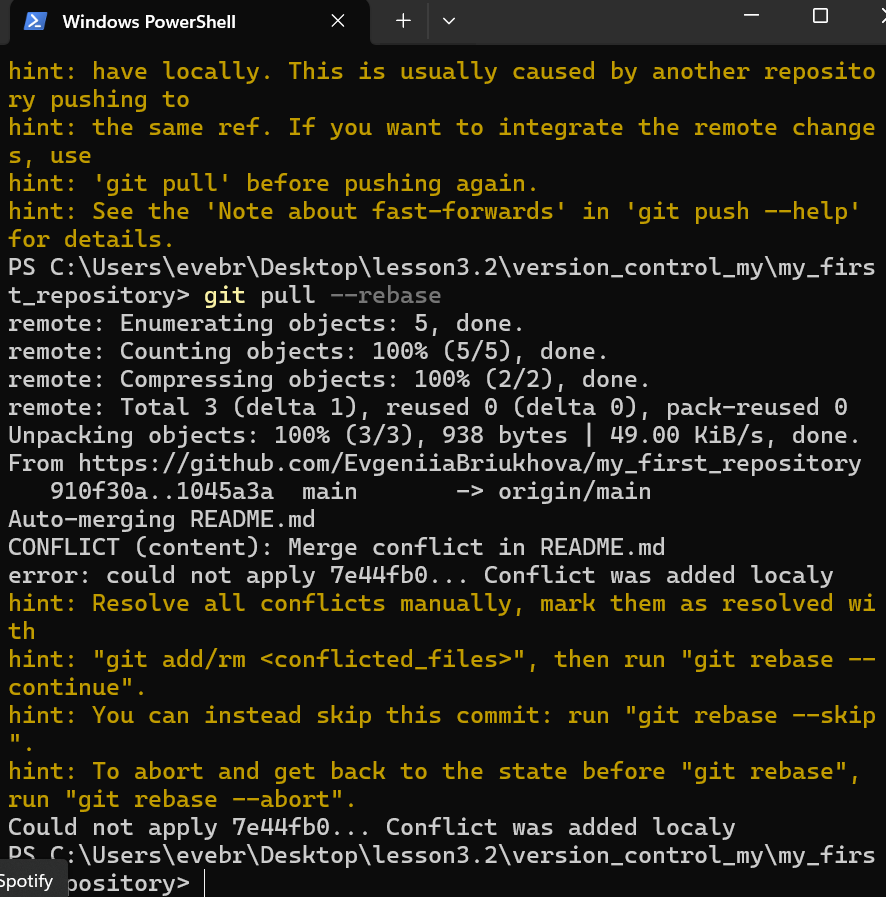 Windows PowerShell
hint: have locally. This is usually caused by another reposito
ry pushing to
hint: the same ref. If you want to integrate the remote change
s, use
hint: 'git pull' before pushing again.
hint: See the 'Note about fast-forwards' in 'git push --help'
for details.
PS C:\Users\evebr\Desktop\lesson3.2\version_control_my\my_firs
t_repository> git pull --rebase
remote: Enumerating objects: 5, done.
remote: Counting objects: 100% (5/5), done.
remote: Compressing objects: 100% (2/2), done.
remote: Total 3 (delta 1), reused 0 (delta 0), pack-reused 0
Unpacking objects: 100% (3/3), 938 bytes | 49.00 KiB/s, done.
From https://github.com/EvgeniiaBriukhova/my_first_repository
   910f30a..1045a3a  main       -> origin/main
Auto-merging README.md
CONFLICT (content): Merge conflict in README.md
error: could not apply 7e44fb0... Conflict was added localy
hint: Resolve all conflicts manually, mark them as resolved wi
th
hint: "git add/rm <conflicted_files>", then run "git rebase --
continue".
hint: You can instead skip this commit: run "git rebase --skip
".
hint: To abort and get back to the state before "git rebase",
run "git rebase --abort".
Could not apply 7e44fb0... Conflict was added localy
PS C:\Users\evebr\Desktop\lesson3.2\version_control_my\my_firs
Spotify pository>